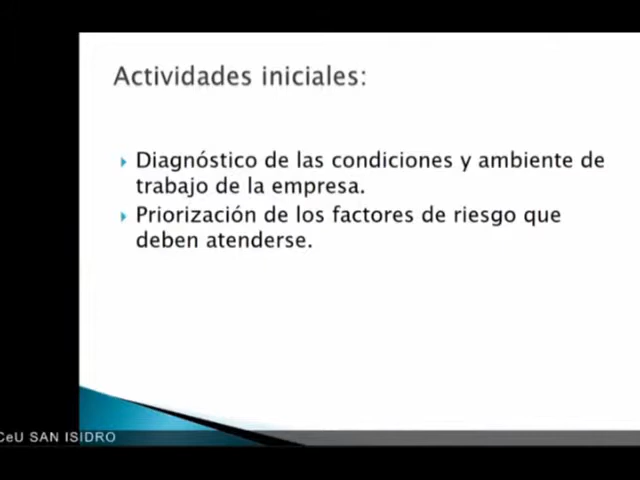 Actividades iniciales:
Diagnóstico de las condiciones y ambiente de
trabajo de la empresa.
Priorización de los factores de riesgo que
deben atenderse.
CeU SAN ISIDRO